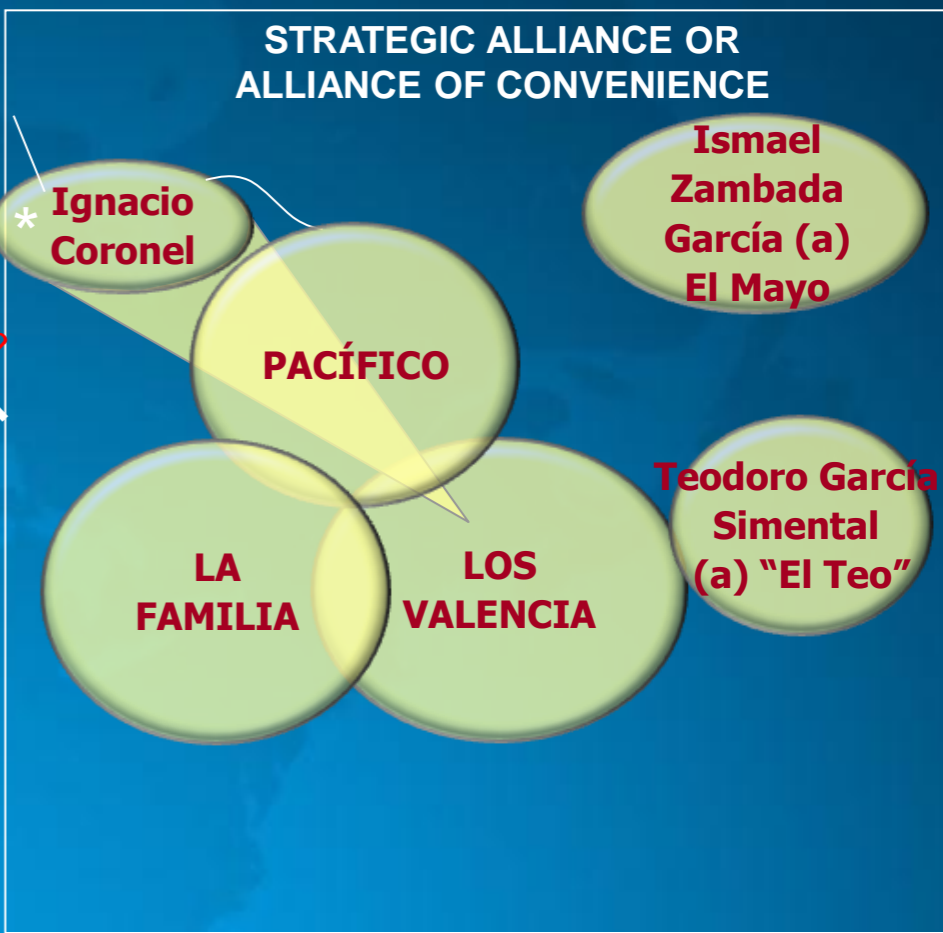 STRATEGIC ALLIANCE OR
ALLIANCE OF CONVENIENCE
Ismael
Zambada
García (a)
El Mayo
*
Ignacio
Coronel
PACÍFICO
Teodoro García
Simental
(a) “El Teo”
LA
FAMILIA
LOS
VALENCIA